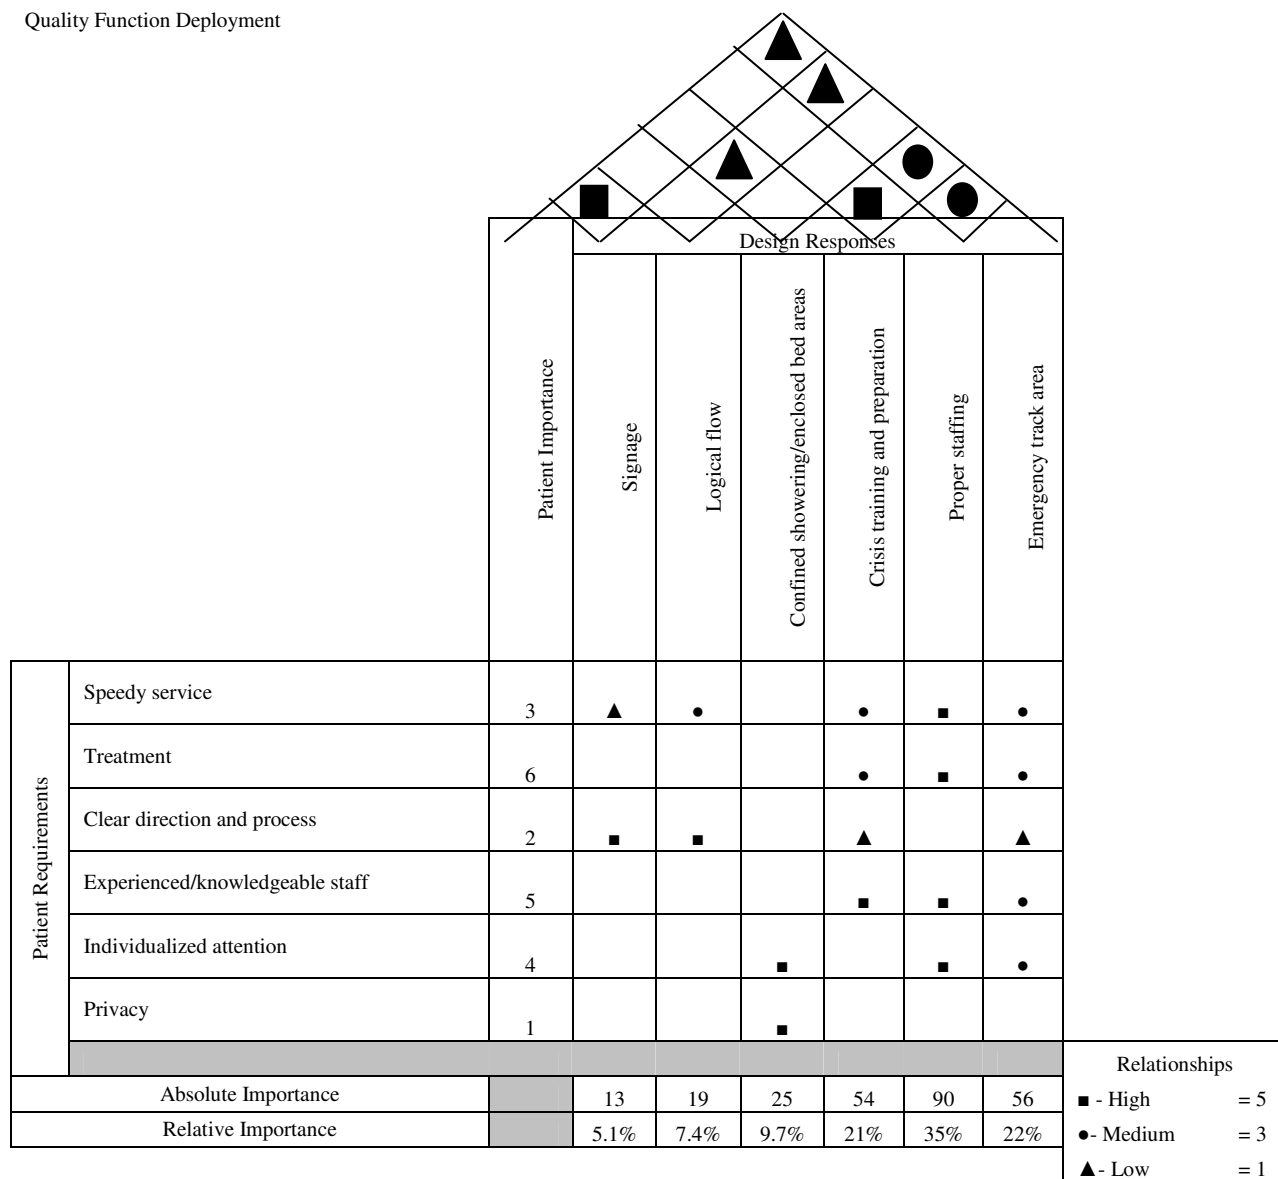 Quality Function Deployment
Design Responses
Patient Importance
Signage
Logical flow
Confined showering/enclosed bed areas
Crisis training and preparation
Proper staffing
Emergency track area
Patient Requirements
Speedy service
3 ▲ ● ● ■ ●
Treatment
6 ● ■ ●
Clear direction and process
2 ■ ■ ▲ ▲
Experienced/knowledgeable staff
5 ■ ■ ●
Individualized attention
4 ■ ■ ●
Privacy
1 ■
Absolute Importance 13 19 25 54 90 56
Relative Importance 5.1% 7.4% 9.7% 21% 35% 22%
Relationships
■ - High = 5
●- Medium = 3
▲- Low = 1